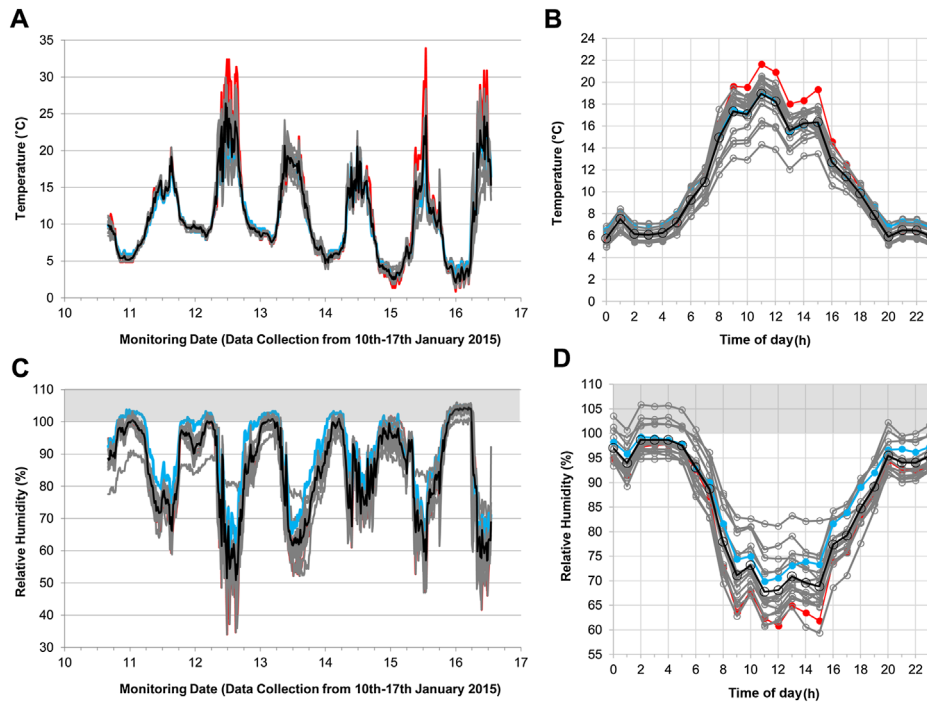 A
35
30
25
20
15
10
5
0
Temperature (°C)
10 11 12 13 14 15 16 17
Monitoring Date (Data Collection from 10th-17th January 2015)
B
24
22
20
18
16
14
12
10
8
6
4
2
0
Temperature (°C)
0 2 4 6 8 10 12 14 16 18 20 22
Time of day(h)
C
110
100
90
80
70
60
50
40
30
Relative Humidity (%)
10 11 12 13 14 15 16 17
Monitoring Date (Data Collection from 10th-17th January 2015)
D
110
105
100
95
90
85
80
75
70
65
60
55
Relative Humidity (%)
0 2 4 6 8 10 12 14 16 18 20 22
Time of day(h)